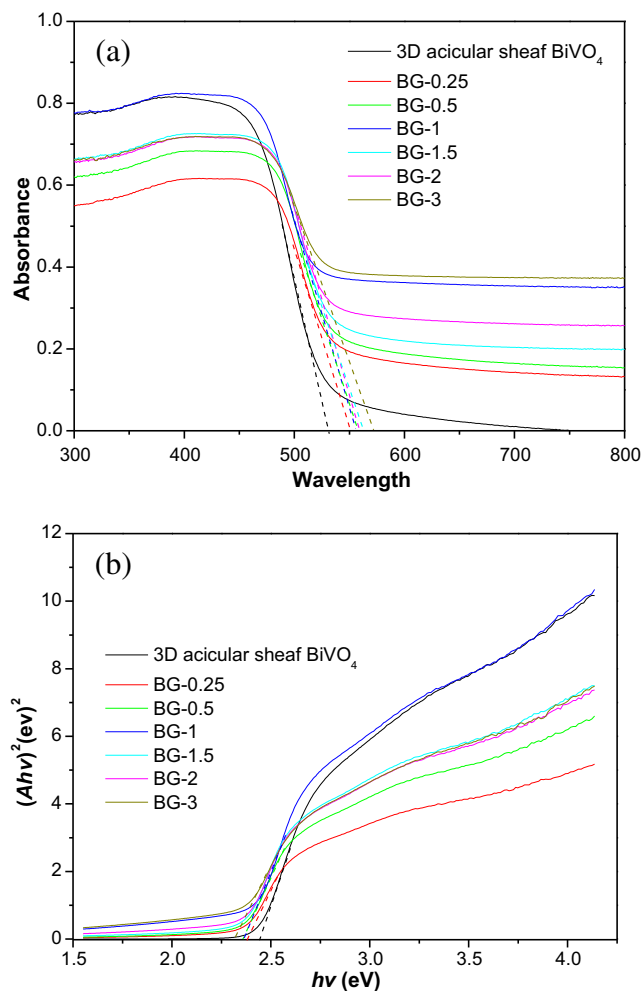 (a)
3D acicular sheaf BiVO₄
BG-0.25
BG-0.5
BG-1
BG-1.5
BG-2
BG-3
Absorbance
1.0
0.8
0.6
0.4
0.2
0.0
300 400 500 600 700 800
Wavelength
(b)
3D acicular sheaf BiVO₄
BG-0.25
BG-0.5
BG-1
BG-1.5
BG-2
BG-3
(Ahv)²(ev)²
12
10
8
6
4
2
0
1.5 2.0 2.5 3.0 3.5 4.0
hv (eV)